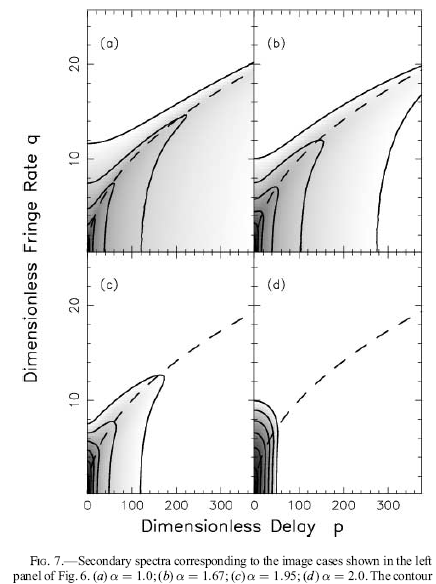 (a)
(b)
20
10
(c)
(d)
20
10
0
100
200
300
0
100
200
300
Dimensionless Fringe Rate q
Dimensionless Delay p
FIG. 7.—Secondary spectra corresponding to the image cases shown in the left
panel of Fig. 6. (a) α = 1.0; (b) α = 1.67; (c) α = 1.95; (d) α = 2.0. The contour